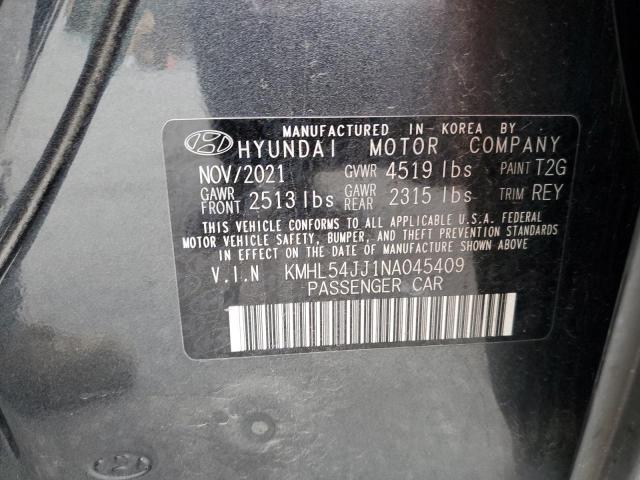 MANUFACTURED IN-KOREA BY
HYUNDAI MOTOR COMPANY
NOV/2021 GVWR 4519 lbs PAINT T2G
GAWR FRONT 2513 lbs GAWR REAR 2315 lbs TRIM REY
THIS VEHICLE CONFORMS TO ALL APPLICABLE U.S.A. FEDERAL
MOTOR VEHICLE SAFETY, BUMPER, AND THEFT PREVENTION STANDARDS
IN EFFECT ON THE DATE OF MANUFACTURE SHOWN ABOVE.
V.I.N KMHL54JJ1NA045409
PASSENGER CAR